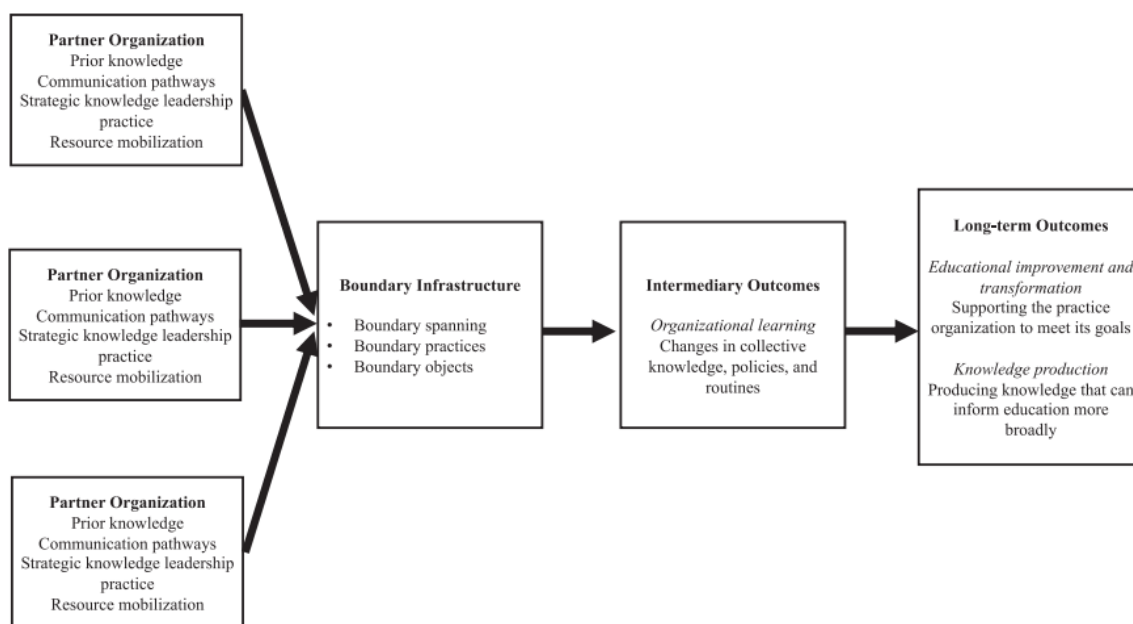 Partner Organization
Prior knowledge
Communication pathways
Strategic knowledge leadership
practice
Resource mobilization
Partner Organization
Prior knowledge
Communication pathways
Strategic knowledge leadership
practice
Resource mobilization
Partner Organization
Prior knowledge
Communication pathways
Strategic knowledge leadership
practice
Resource mobilization
Boundary Infrastructure
• Boundary spanning
• Boundary practices
• Boundary objects
Intermediary Outcomes
Organizational learning
Changes in collective
knowledge, policies, and
routines
Long-term Outcomes
Educational improvement and
transformation
Supporting the practice
organization to meet its goals
Knowledge production
Producing knowledge that can
inform education more
broadly